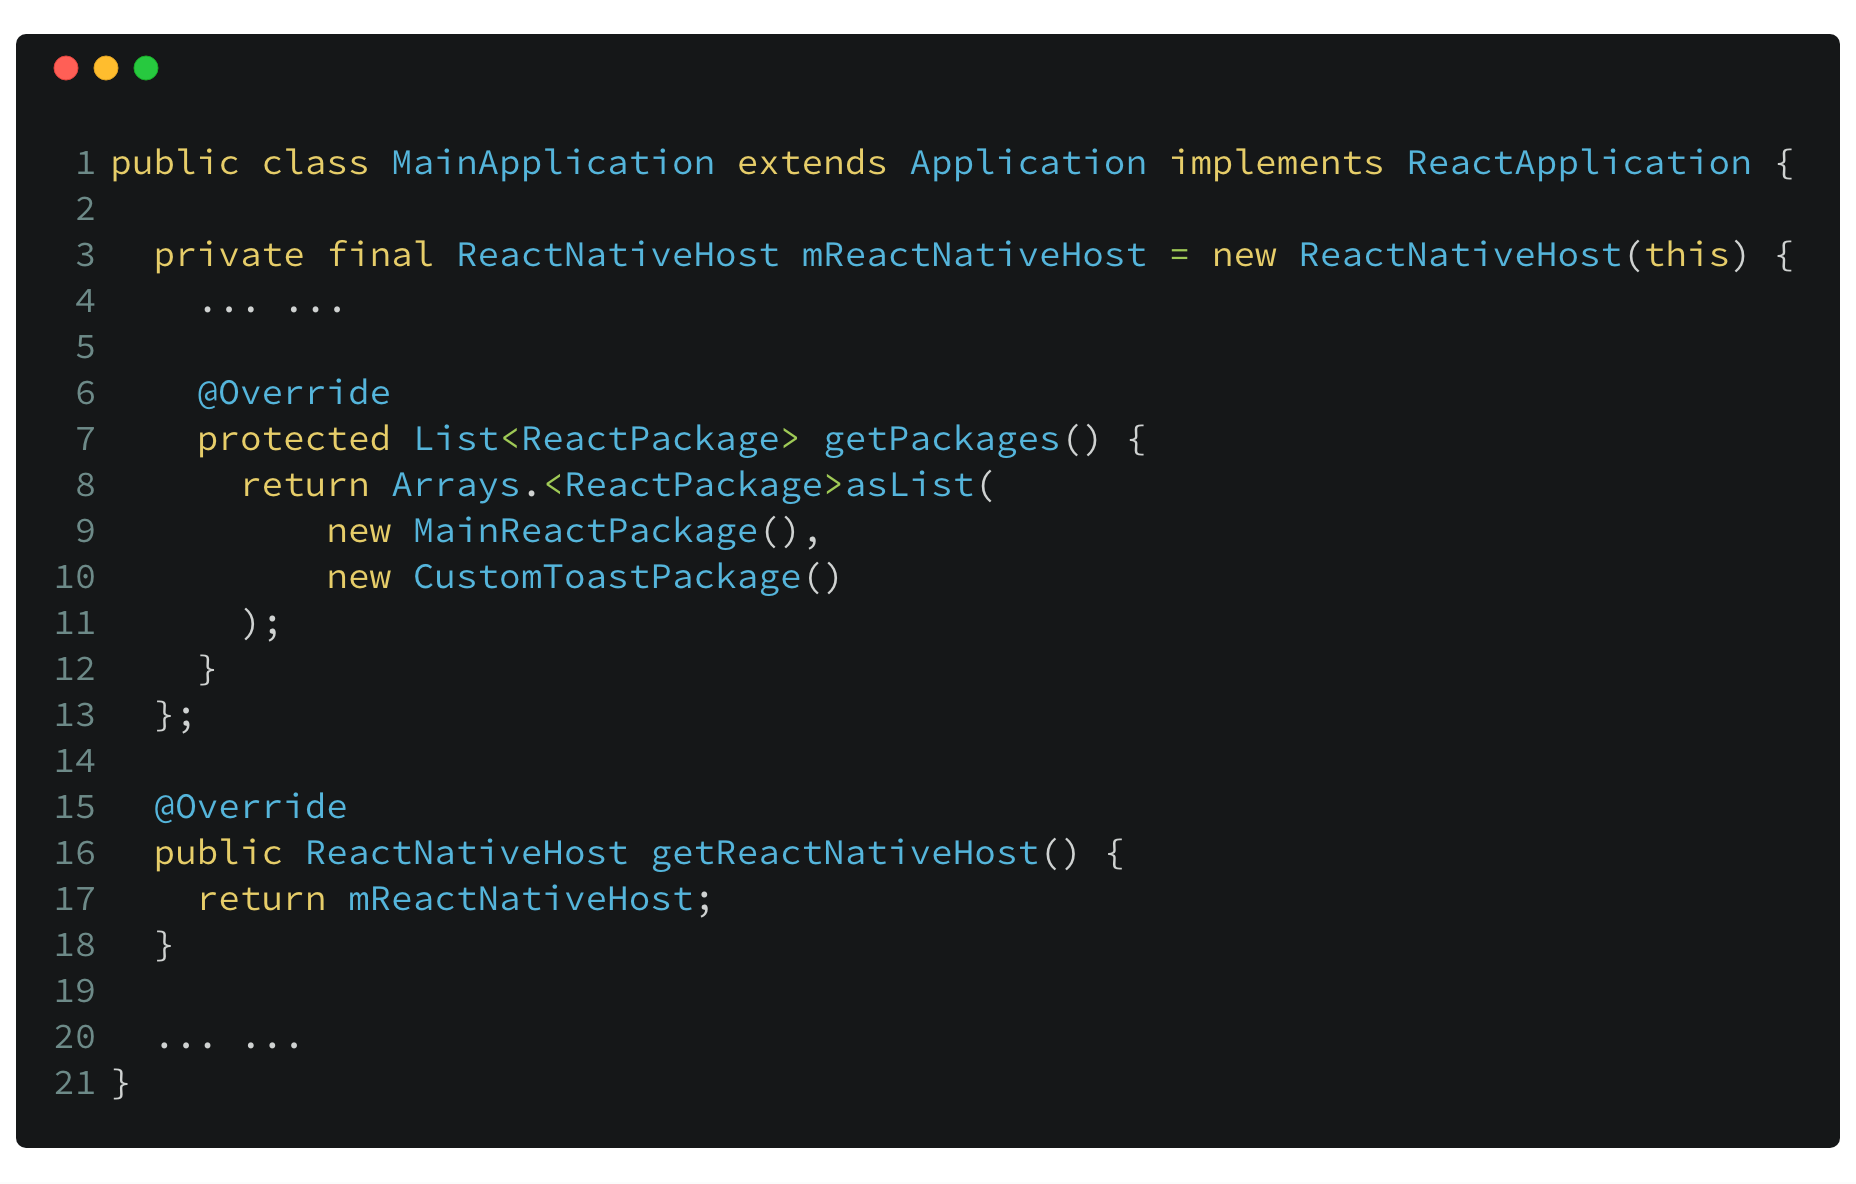 1 public class MainApplication extends Application implements ReactApplication {
2
3   private final ReactNativeHost mReactNativeHost = new ReactNativeHost(this) {
4     ... ...
5
6     @Override
7     protected List<ReactPackage> getPackages() {
8       return Arrays.<ReactPackage>asList(
9           new MainReactPackage(),
10           new CustomToastPackage()
11       );
12     }
13   };
14
15   @Override
16   public ReactNativeHost getReactNativeHost() {
17     return mReactNativeHost;
18   }
19
20   ... ...
21 }